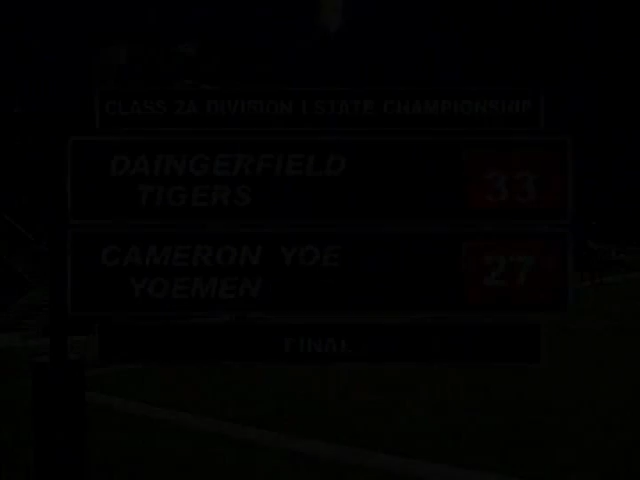 CLASS 2A DIVISION I STATE CHAMPIONSHIP
DAINGERFIELD
TIGERS
33
CAMERON YOE
YOEMEN
27
FINAL